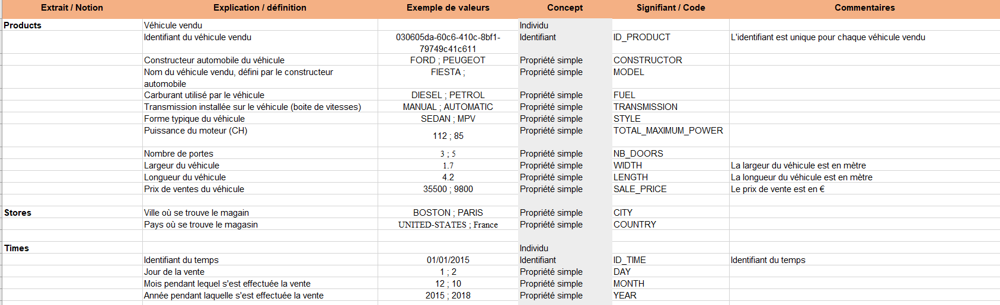 Extrait / Notion Explication / définition Exemple de valeurs Concept Signifiant / Code Commentaires
Products Véhicule vendu Individu
Identifiant du véhicule vendu 030605da-60c6-410c-8bf1- Identifiant ID_PRODUCT L'identifiant est unique pour chaque véhicule vendu
79749c41c611
Constructeur automobile du véhicule FORD ; PEUGEOT Propriété simple CONSTRUCTOR
Nom du véhicule vendu, défini par le constructeur FIESTA ; Propriété simple MODEL
automobile
Carburant utilisé par le véhicule DIESEL ; PETROL Propriété simple FUEL
Transmission installée sur le véhicule (boite de vitesses) MANUAL ; AUTOMATIC Propriété simple TRANSMISSION
Forme typique du véhicule SEDAN ; MPV Propriété simple STYLE
Puissance du moteur (CH) 112 ; 85 Propriété simple TOTAL_MAXIMUM_POWER
Nombre de portes 3 ; 5 Propriété simple NB_DOORS
Largeur du véhicule 1.7 Propriété simple WIDTH La largeur du véhicule est en mètre
Longueur du véhicule 4.2 Propriété simple LENGTH La longueur du véhicule est en mètre
Prix de ventes du véhicule 35500 ; 9800 Propriété simple SALE_PRICE Le prix de vente est en €
Stores Ville où se trouve le magain BOSTON ; PARIS Propriété simple CITY
Pays où se trouve le magasin UNITED-STATES ; France Propriété simple COUNTRY
Times Individu
Identifiant du temps 01/01/2015 Identifiant ID_TIME Identifiant du temps
Jour de la vente 1 ; 2 Propriété simple DAY
Mois pendant lequel s'est effectuée la vente 12 ; 10 Propriété simple MONTH
Année pendant laquelle s'est effectuée la vente 2015 ; 2018 Propriété simple YEAR